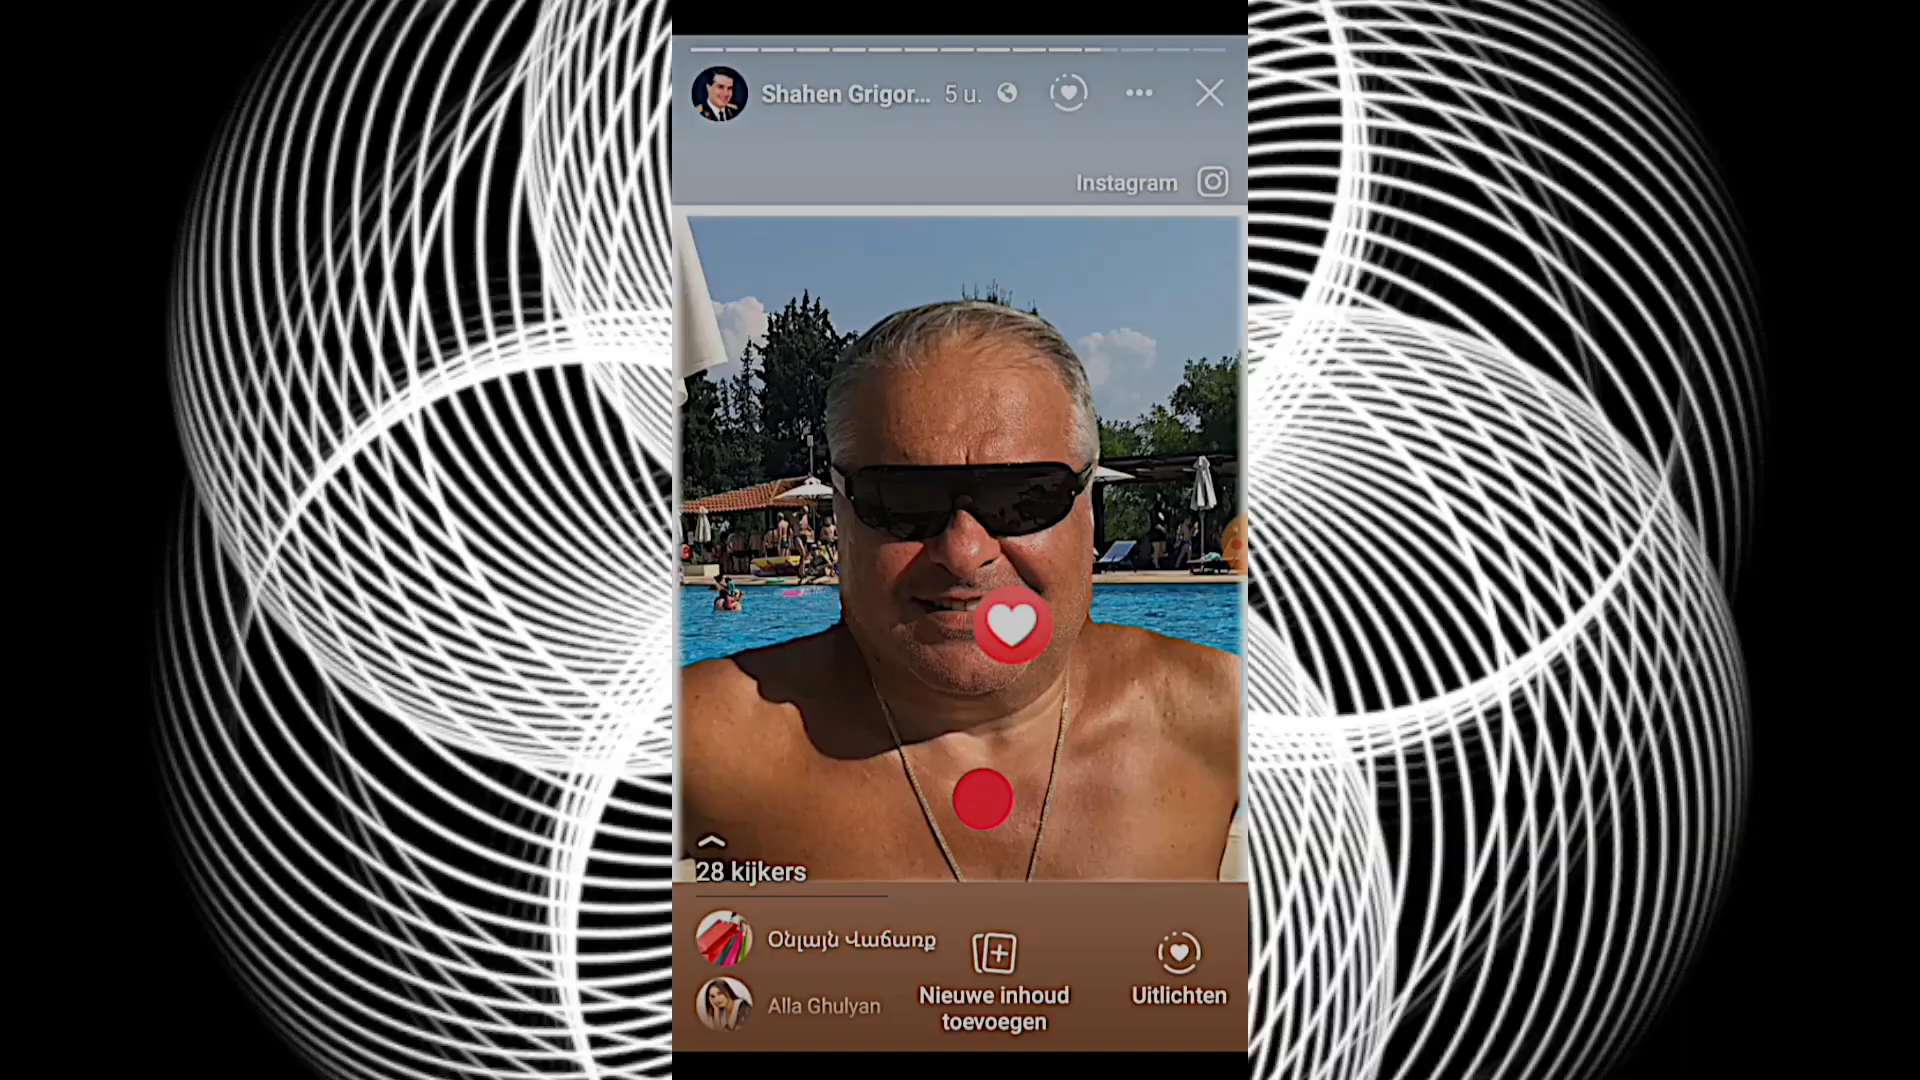 Shahen Grigor... 5 u.
Instagram
28 kijkers
Օնլայն Վաճառք
Alla Ghulyan
Nieuwe inhoud
toevoegen
Uitlichten